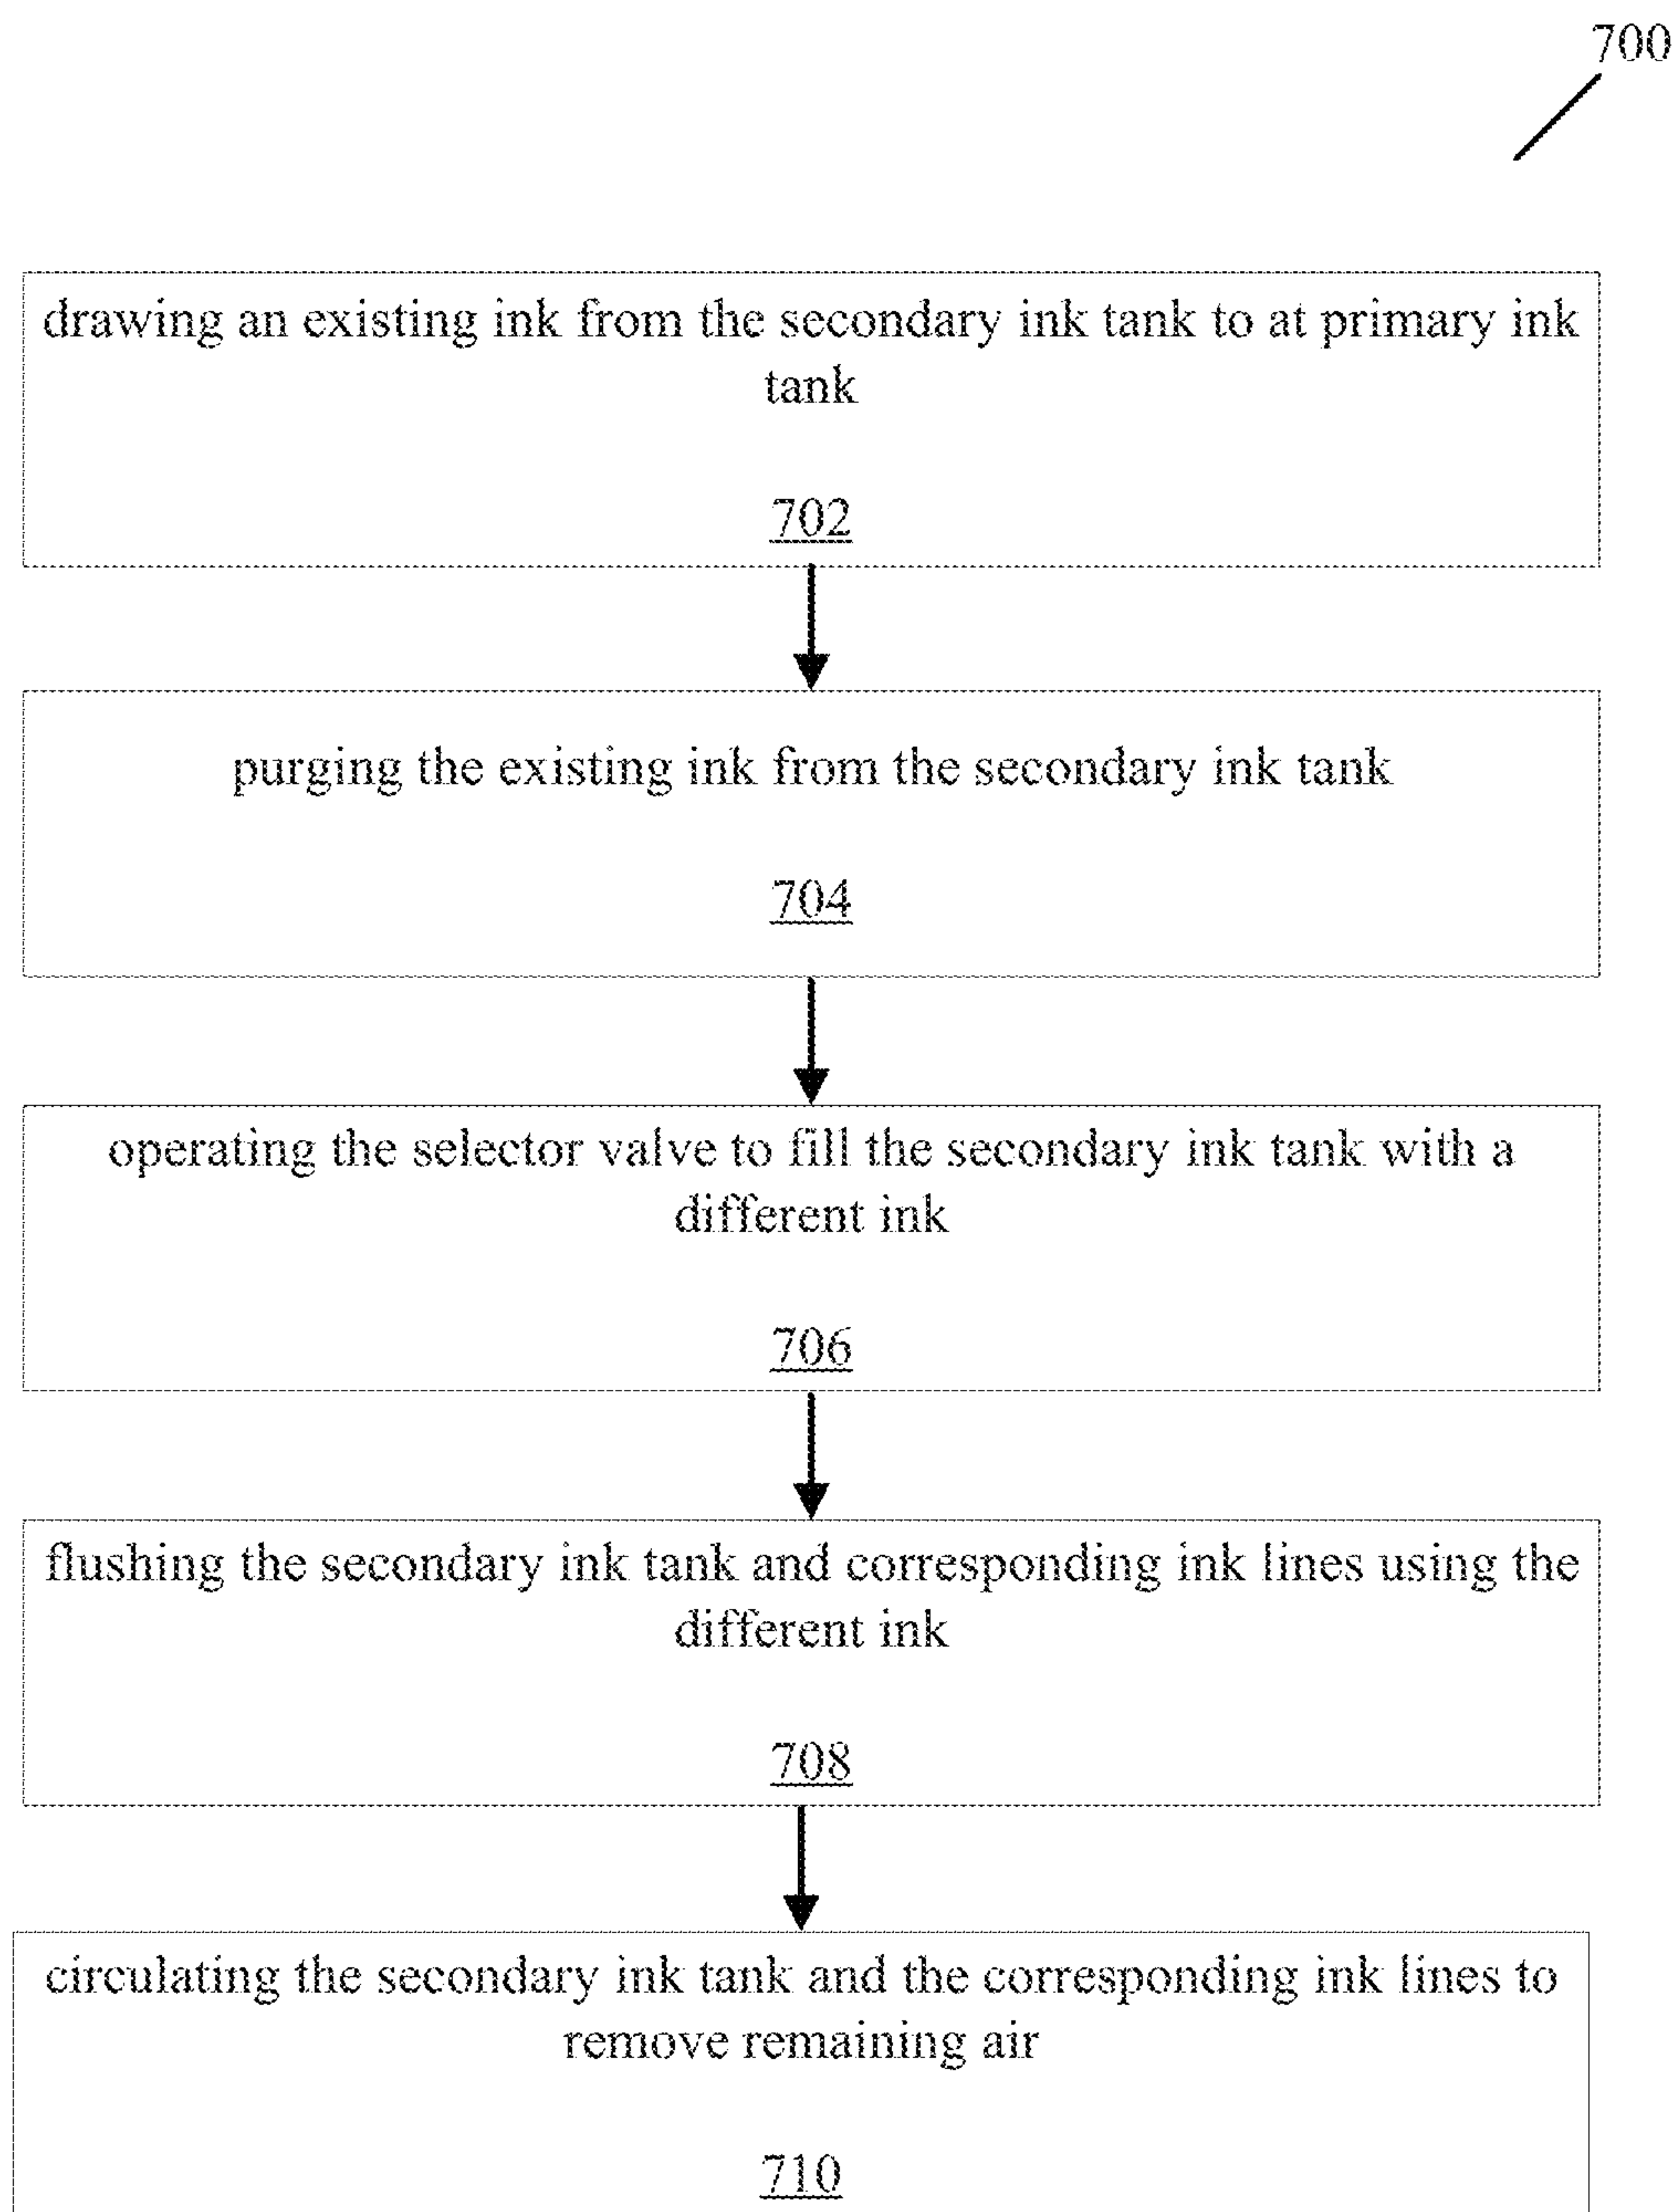 700
drawing an existing ink from the secondary ink tank to at primary ink
tank
702
purging the existing ink from the secondary ink tank
704
operating the selector valve to fill the secondary ink tank with a
different ink
706
flushing the secondary ink tank and corresponding ink lines using the
different ink
708
circulating the secondary ink tank and the corresponding ink lines to
remove remaining air
710